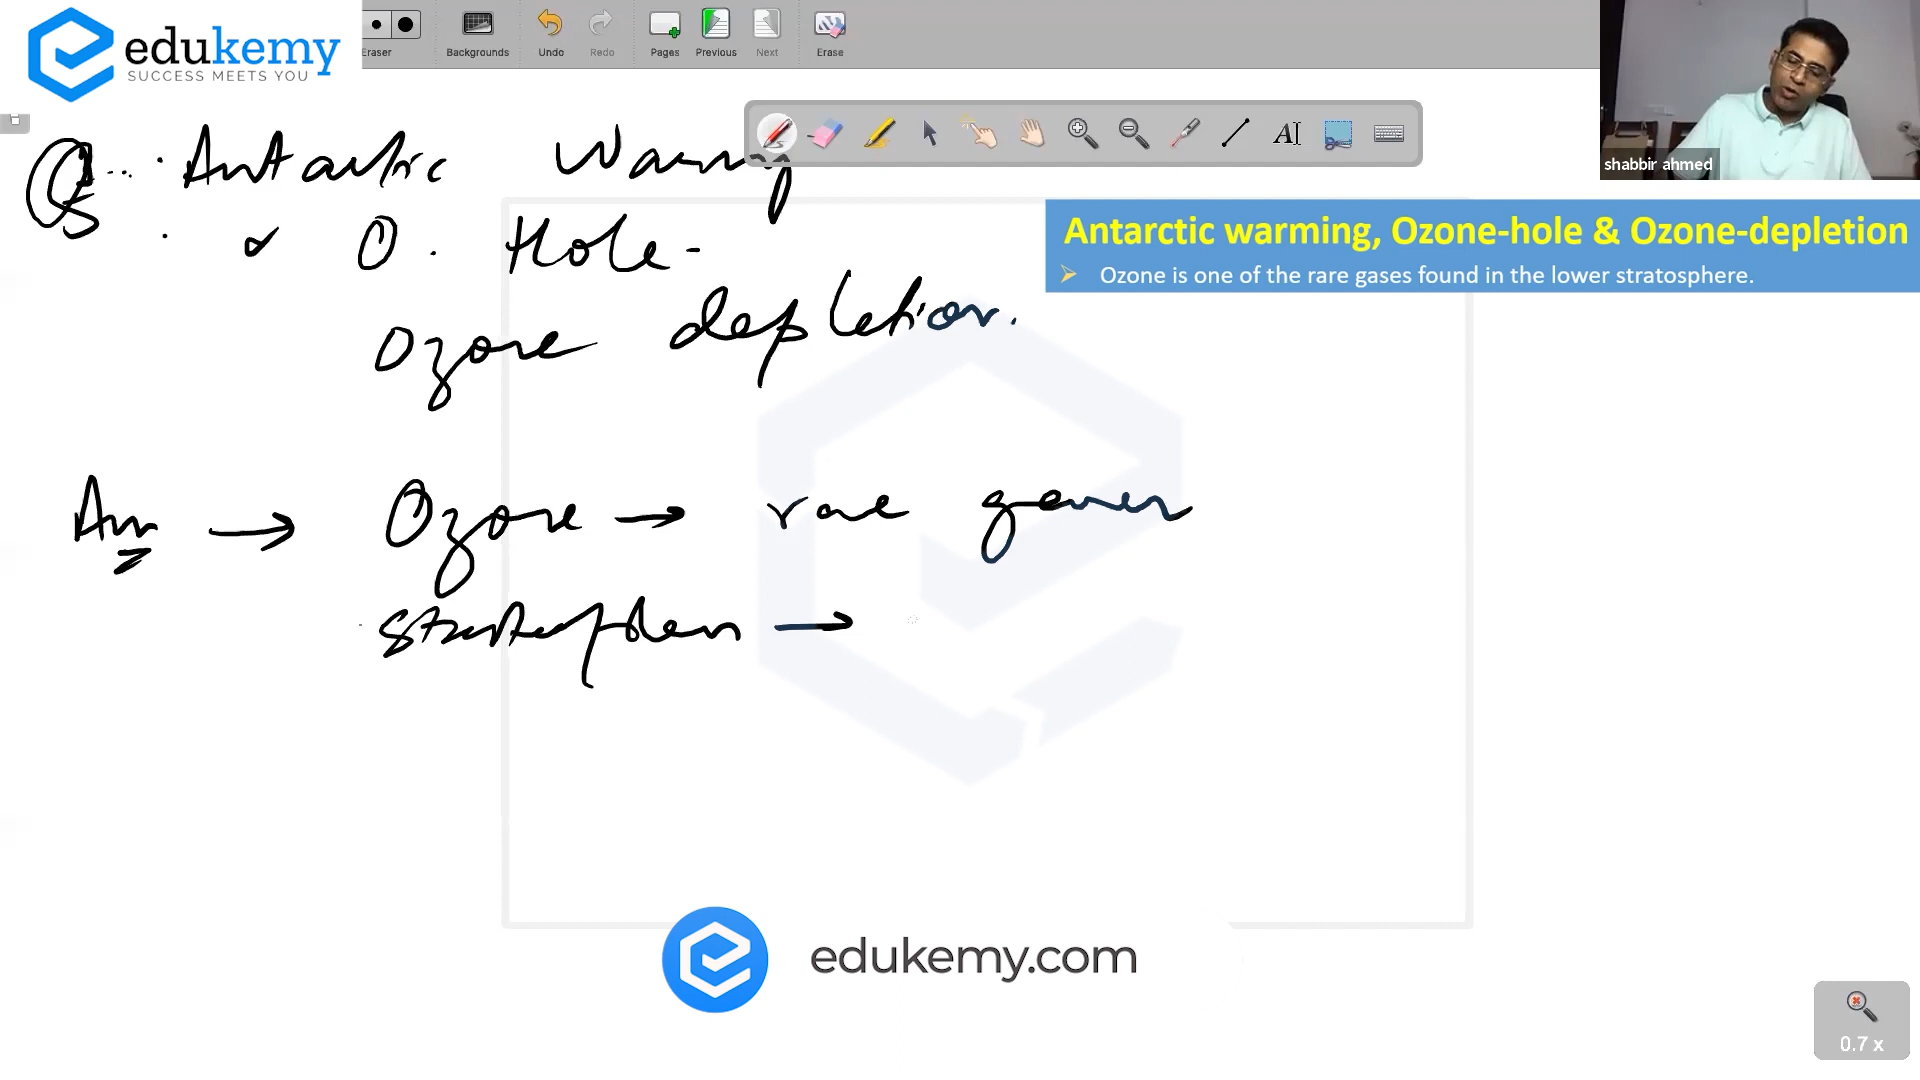 edukemy
SUCCESS MEETS YOU
Eraser
Backgrounds
Undo
Redo
Pages
Previous
Next
Erase
shabbir ahmed
Antarctic warming, Ozone-hole & Ozone-depletion
Ozone is one of the rare gases found in the lower stratosphere.
Antarctic Warming
& O. Hole-
Ozone depletion.
Ans → Ozone → rare gases
→
edukemy.com
0.7 x